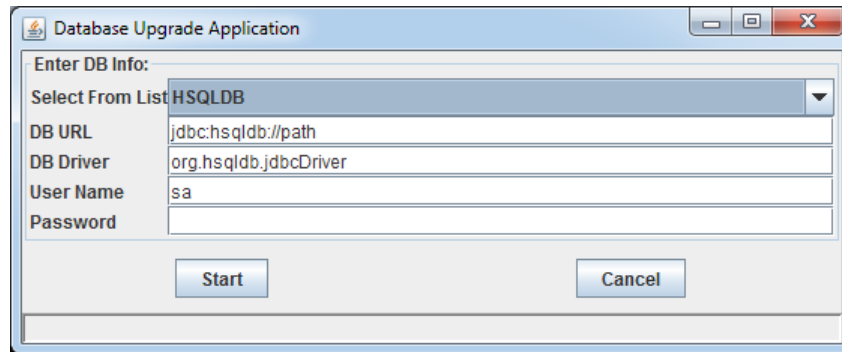 Database Upgrade Application
Enter DB Info:
Select From List HSQLDB
DB URL jdbc:hsqldb://path
DB Driver org.hsqldb.jdbcDriver
User Name sa
Password
Start Cancel